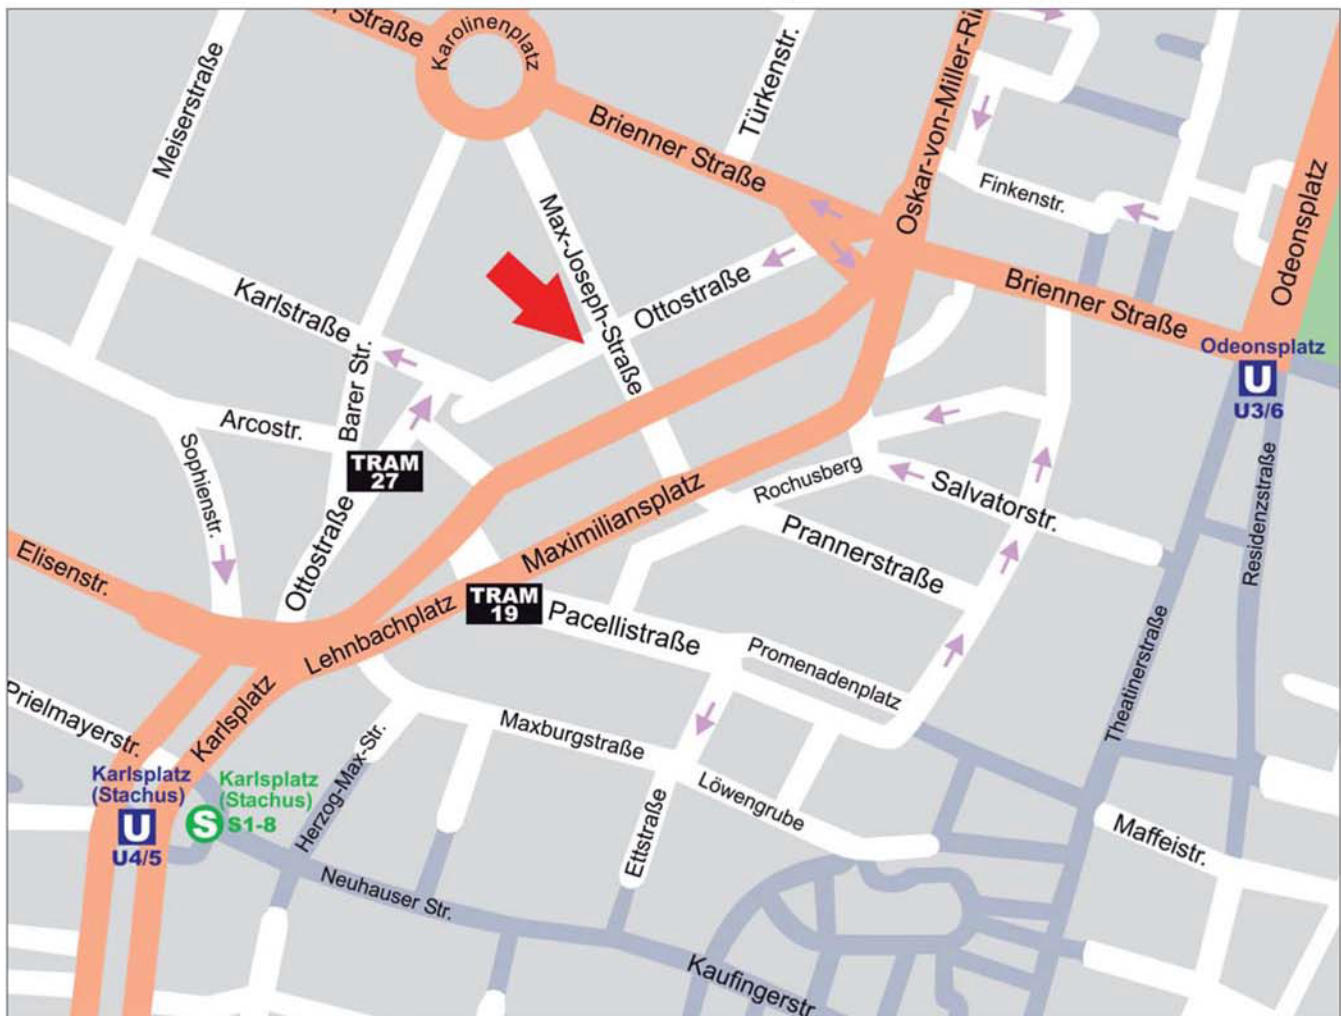 er Straße
Karolinenplatz
Meiserstraße
Türkenstr.
Oskar-von-Miller-Ri
Brienner Straße
Finkenstr.
Odeonsplatz
Max-Joseph-Straße
Ottostraße
Brienner Straße
Karlstraße
Odeonsplatz
U
U3/6
Barer Str.
Arcostr.
Sophienstr.
TRAM
27
Rochusberg
Salvatorstr.
Residenzstraße
Maximiliansplatz
Prannerstraße
Ottostraße
Elisenstr.
TRAM
19
Lehnbachplatz
Pacellistraße
Promenadenplatz
Theatinerstraße
Prielmayerstr.
Karlsplatz
Maxburgstraße
Herzog-Max-Str.
Karlsplatz
(Stachus)
U
U4/5
Karlsplatz
(Stachus)
S
S1-8
Löwengrube
Ettstraße
Maffeistr.
Neuhauser Str.
Kaufingerstr.